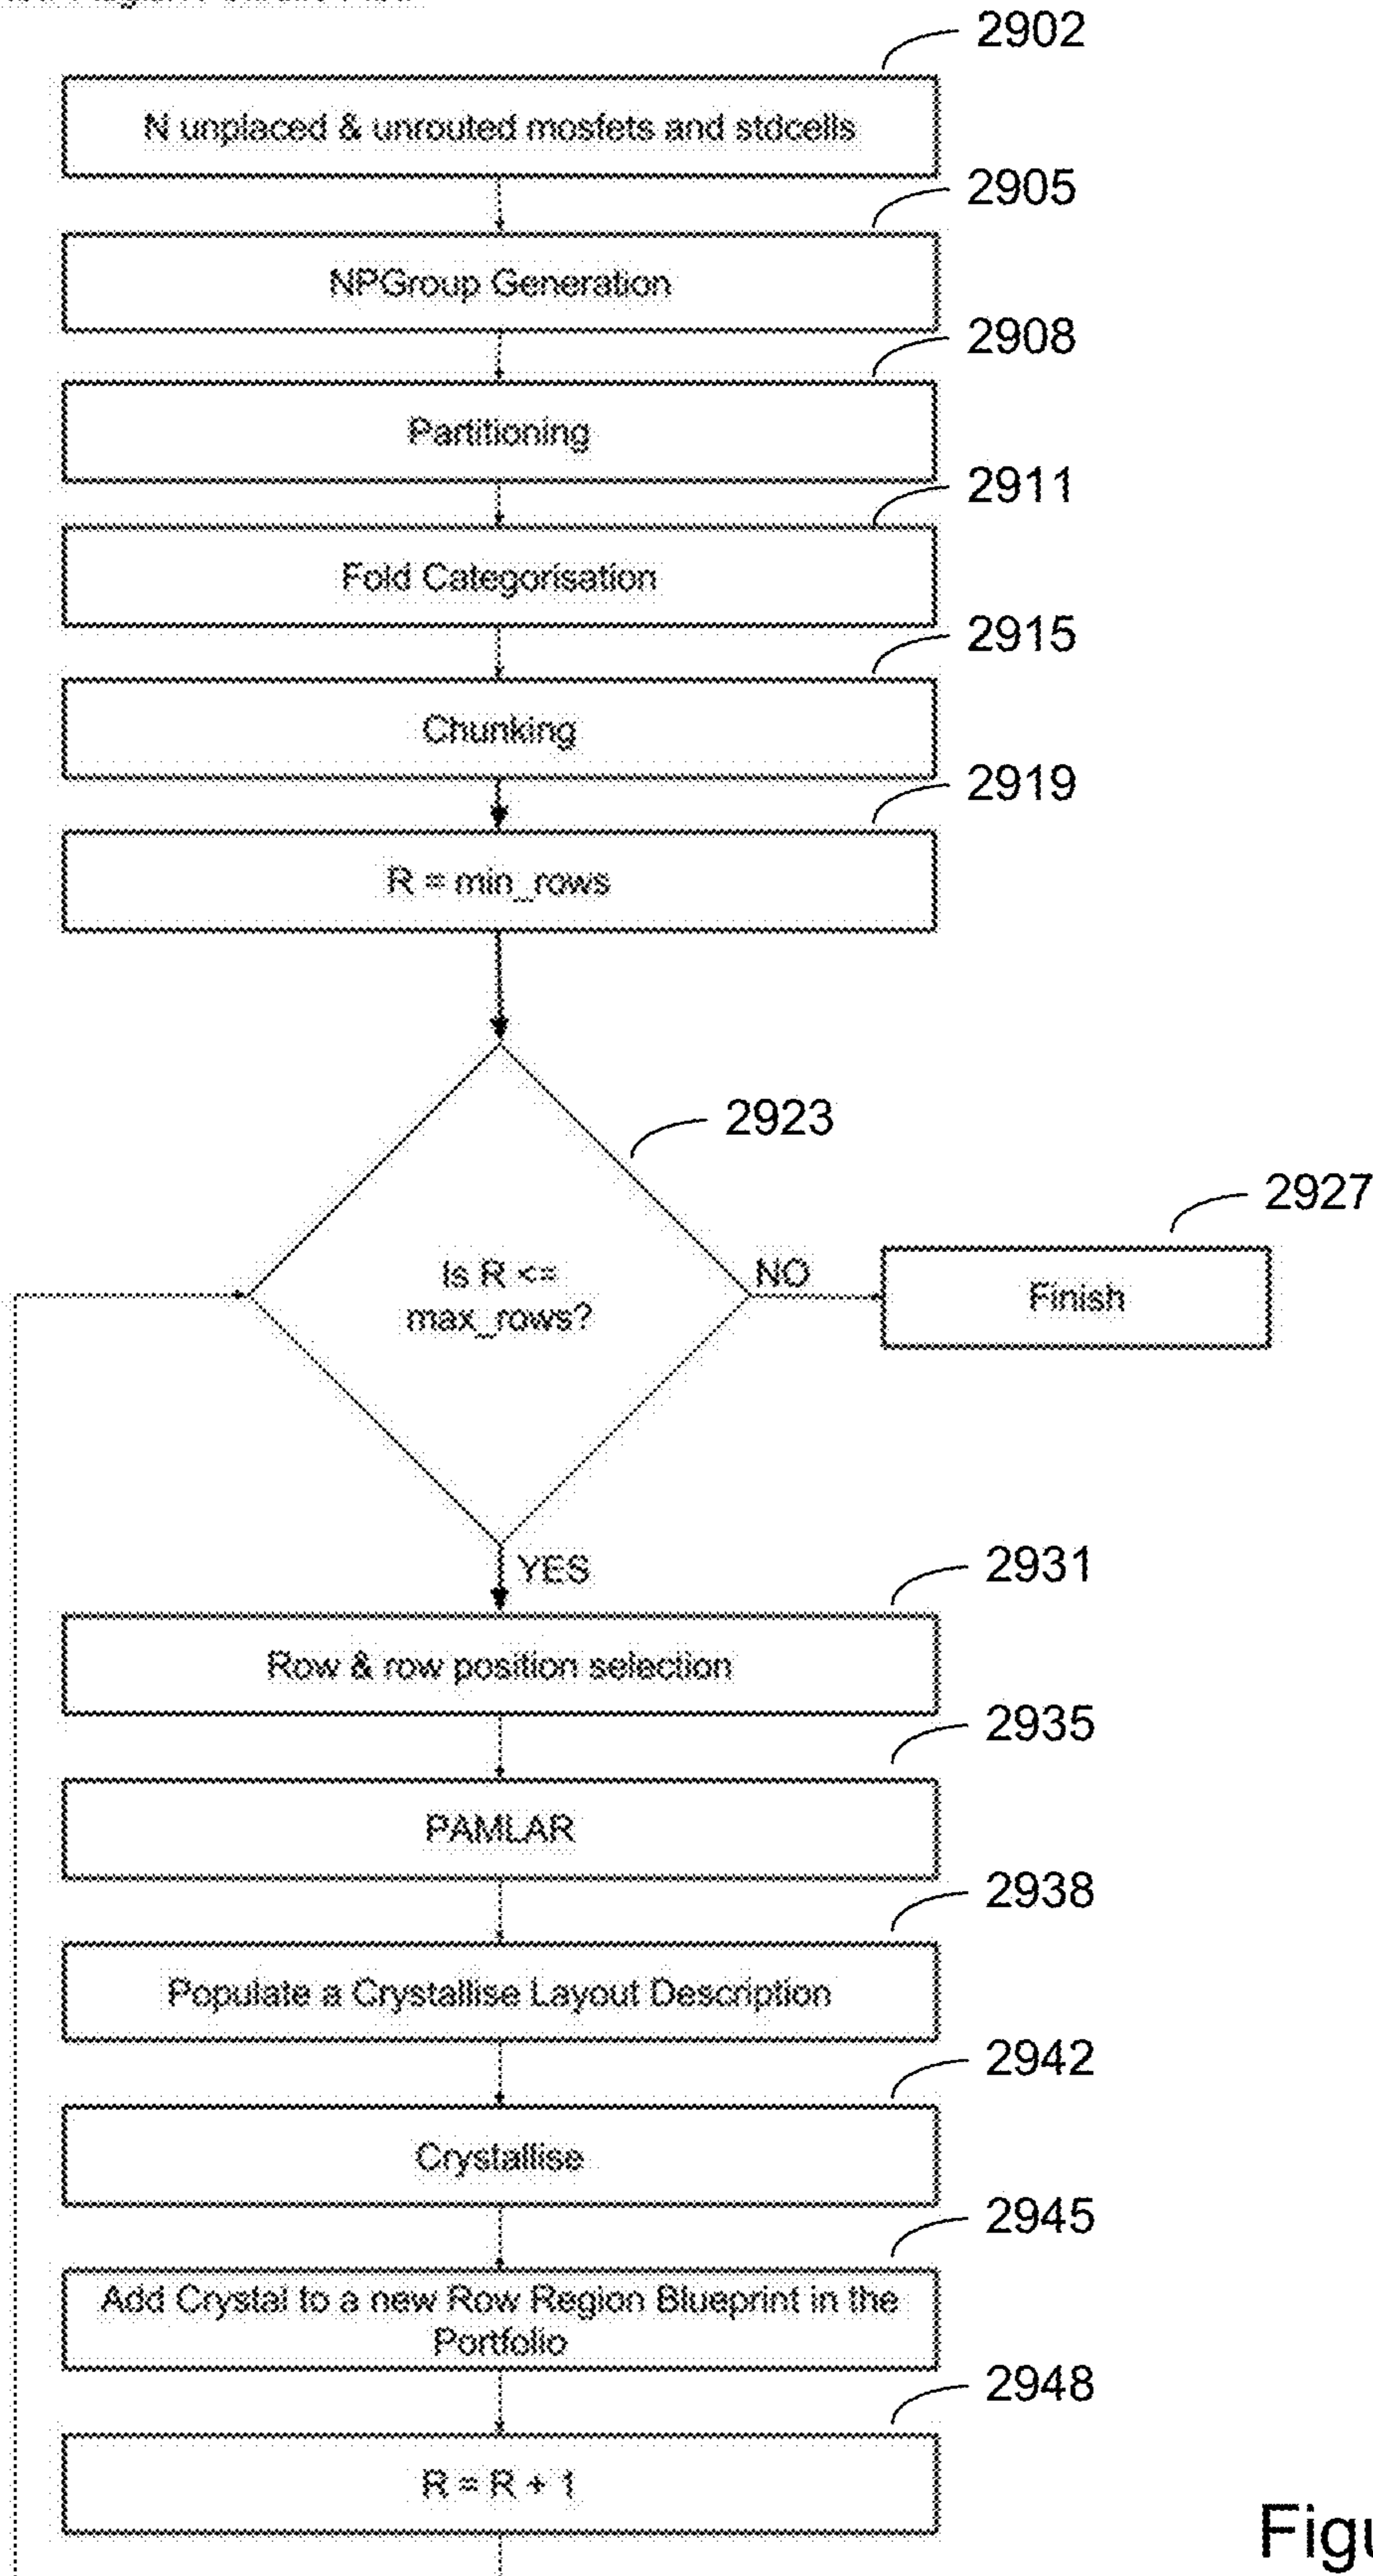 2902
N unplaced & unrouted mosfets and stdcells
2905
NPGroup Generation
2908
Partitioning
2911
Fold Categorisation
2915
Chunking
2919
R = min_rows
2923
2927
Is R <=
max_rows?
NO
Finish
YES
2931
Row & row position selection
2935
PAMLAR
2938
Populate a Crystallise Layout Description
2942
Crystallise
2945
Add Crystal to a new Row Region Blueprint in the
Portfolio
2948
R = R + 1